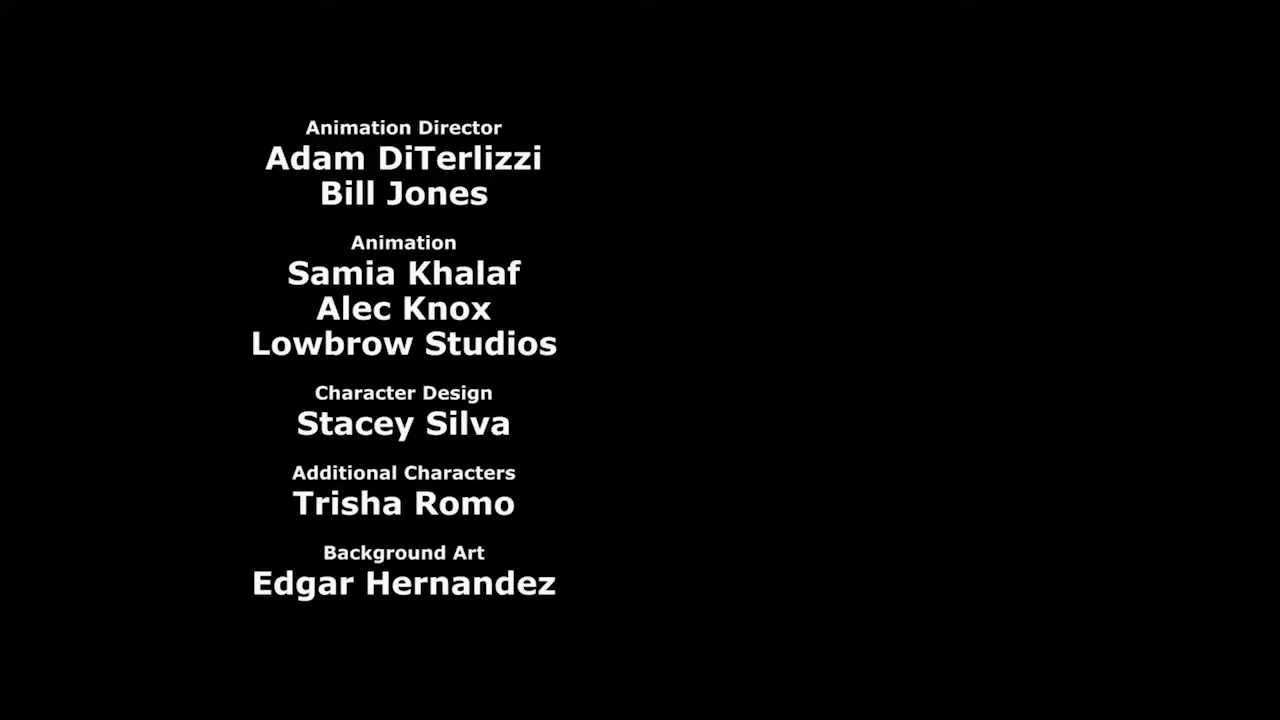 Animation Director
Adam DiTerlizzi
Bill Jones
Animation
Samia Khalaf
Alec Knox
Lowbrow Studios
Character Design
Stacey Silva
Additional Characters
Trisha Romo
Background Art
Edgar Hernandez